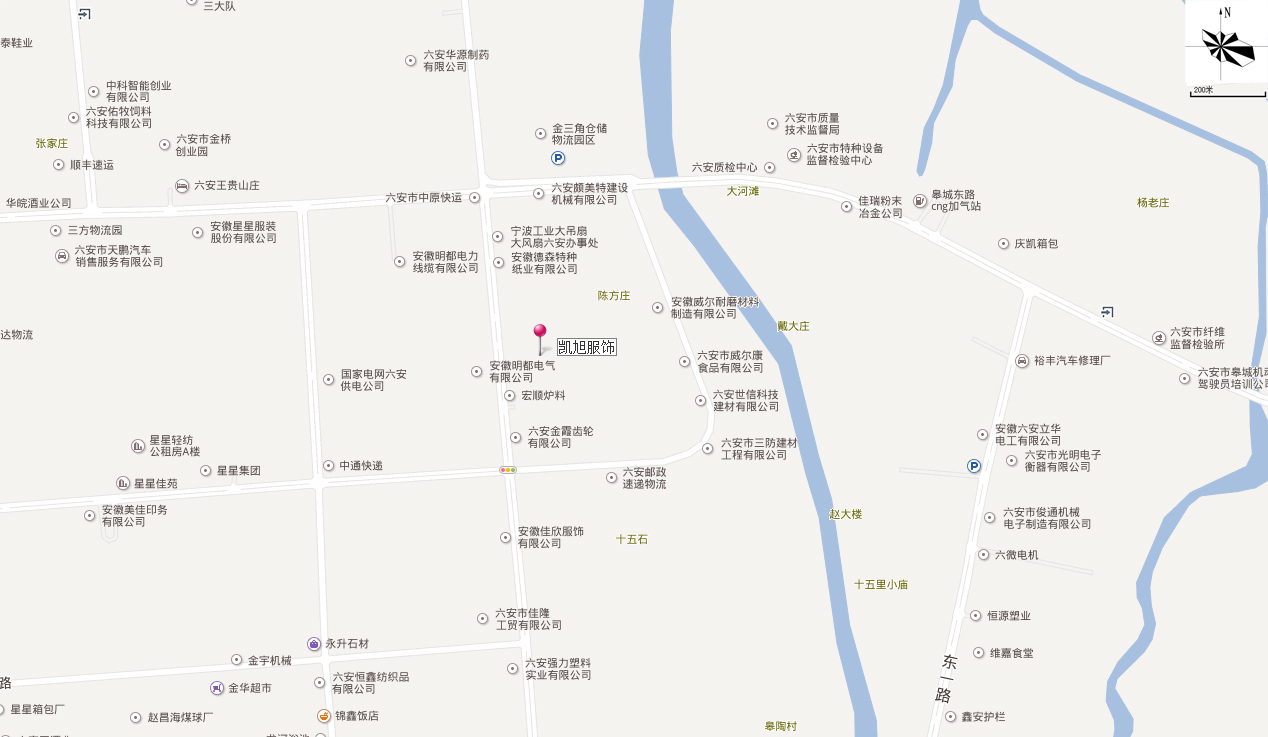 三大队
泰鞋业
六安华源制药
有限公司
N
200米
中科智能创业
有限公司
六安佑牧饲料
科技有限公司
张家庄
六安市金桥
创业园
顺丰速运
六安王贵山庄
金三角仓储
物流园区
P
六安市质量
技术监督局
六安市特种设备
监督检验中心
六安质检中心
大河滩
六安市中原快运
六安颇美特建设
机械有限公司
佳瑞粉末
冶金公司
皋城东路
cng加气站
杨老庄
华皖酒业公司
三方物流园
六安市天鹏汽车
销售服务有限公司
安徽星星服装
股份有限公司
宁波工业大吊扇
大风扇六安办事处
安徽德森特种
纸业有限公司
安徽明都电力
线缆有限公司
庆凯箱包
陈方庄
安徽威尔耐磨材料
制造有限公司
戴大庄
达物流
凯旭服饰
六安市纤维
监督检验所
裕丰汽车修理厂
六安市皋城机动
驾驶员培训公司
国家电网六安
供电公司
安徽明都电气
有限公司
宏顺炉料
六安市威尔康
食品有限公司
六安世信科技
建材有限公司
六安金霞齿轮
有限公司
六安市三防建材
工程有限公司
安徽六安立华
电工有限公司
六安市光明电子
衡器有限公司
P
星星轻纺
公租房A楼
星星集团
星星佳苑
中通快递
六安邮政
速递物流
安徽美佳印务
有限公司
安徽佳欣服饰
有限公司
十五石
赵大楼
六安市俊通机械
电子制造有限公司
六微电机
十五里小庙
六安市佳隆
工贸有限公司
恒源塑业
永升石材
金宇机械
维嘉食堂
东一路
六安强力塑料
实业有限公司
路
金华超市
六安恒鑫纺织品
有限公司
星星箱包厂
赵昌海煤球厂
锦鑫饭店
鑫安护栏
皋陶村